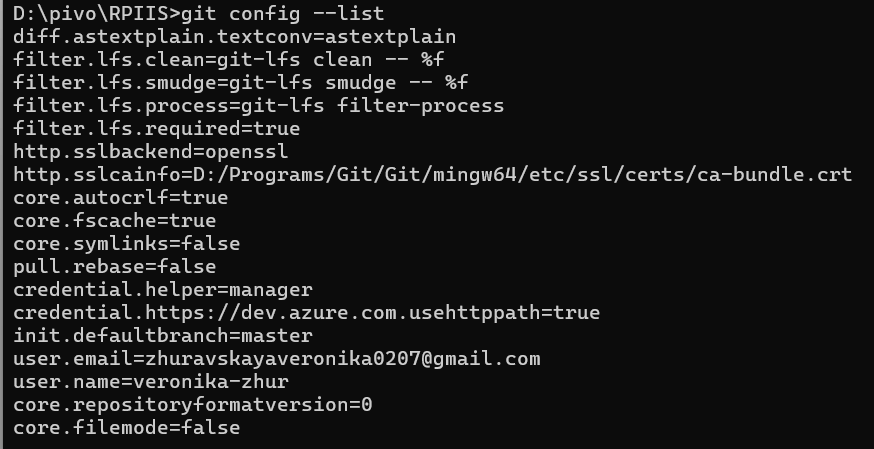 D:\pivo\RPIIS>git config --list
diff.astextplain.textconv=astextplain
filter.lfs.clean=git-lfs clean -- %f
filter.lfs.smudge=git-lfs smudge -- %f
filter.lfs.process=git-lfs filter-process
filter.lfs.required=true
http.sslbackend=openssl
http.sslcainfo=D:/Programs/Git/Git/mingw64/etc/ssl/certs/ca-bundle.crt
core.autocrlf=true
core.fscache=true
core.symlinks=false
pull.rebase=false
credential.helper=manager
credential.https://dev.azure.com.usehttppath=true
init.defaultbranch=master
user.email=zhuravskayaveronika0207@gmail.com
user.name=veronika-zhur
core.repositoryformatversion=0
core.filemode=false